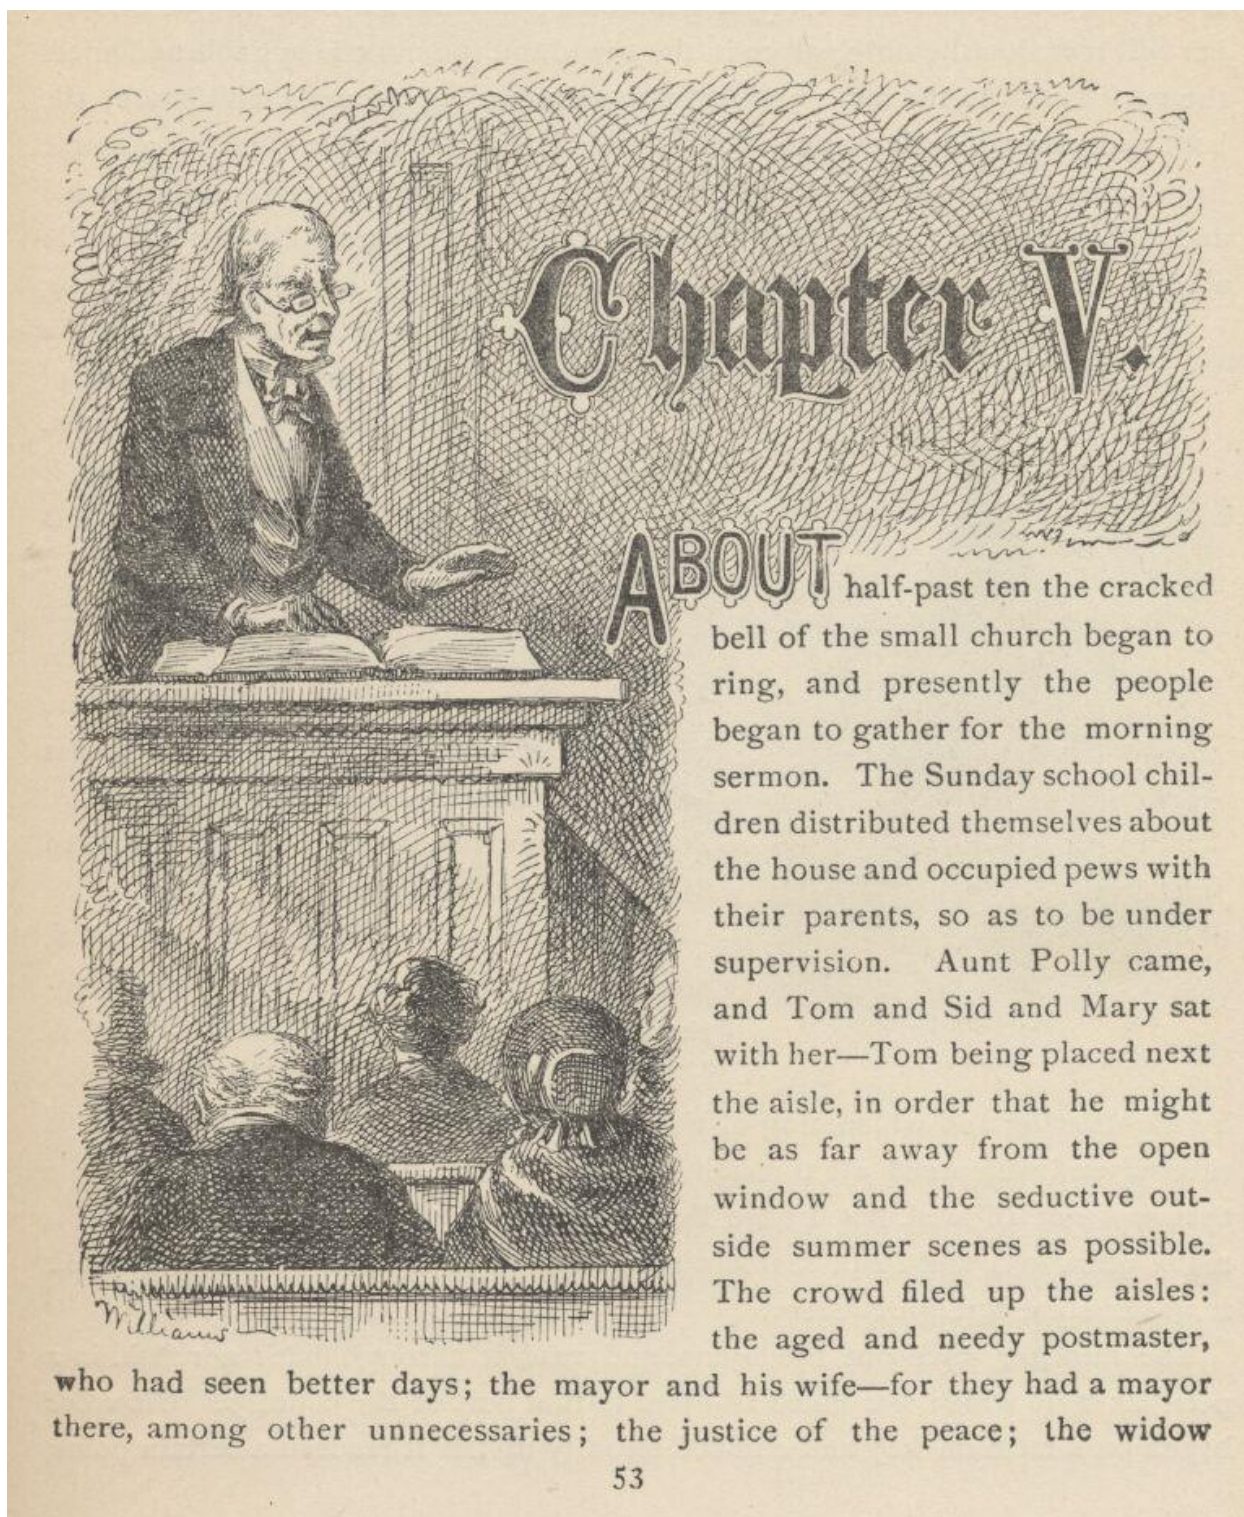 Chapter V.
ABOUT half-past ten the cracked
bell of the small church began to
ring, and presently the people
began to gather for the morning
sermon. The Sunday school chil-
dren distributed themselves about
the house and occupied pews with
their parents, so as to be under
supervision. Aunt Polly came,
and Tom and Sid and Mary sat
with her—Tom being placed next
the aisle, in order that he might
be as far away from the open
window and the seductive out-
side summer scenes as possible.
The crowd filed up the aisles:
the aged and needy postmaster,
Williams
who had seen better days; the mayor and his wife—for they had a mayor
there, among other unnecessaries; the justice of the peace; the widow
53